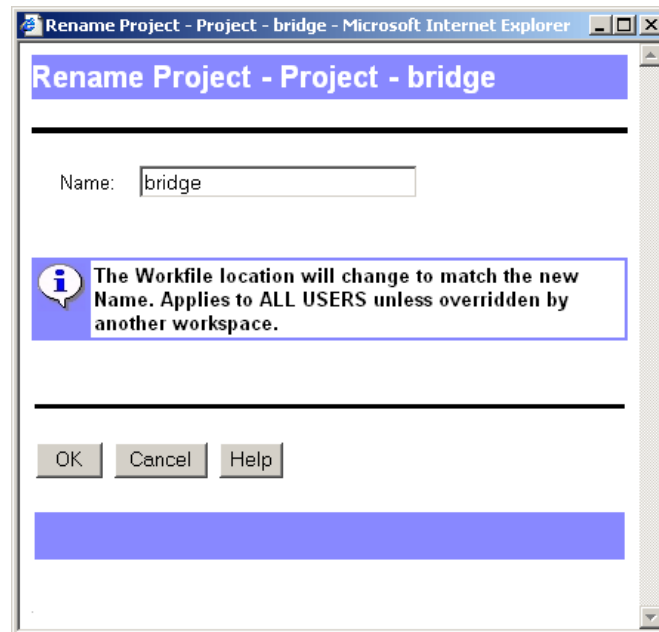 Rename Project - Project - bridge - Microsoft Internet Explorer
Rename Project - Project - bridge
Name: bridge
The Workfile location will change to match the new
Name. Applies to ALL USERS unless overridden by
another workspace.
OK Cancel Help